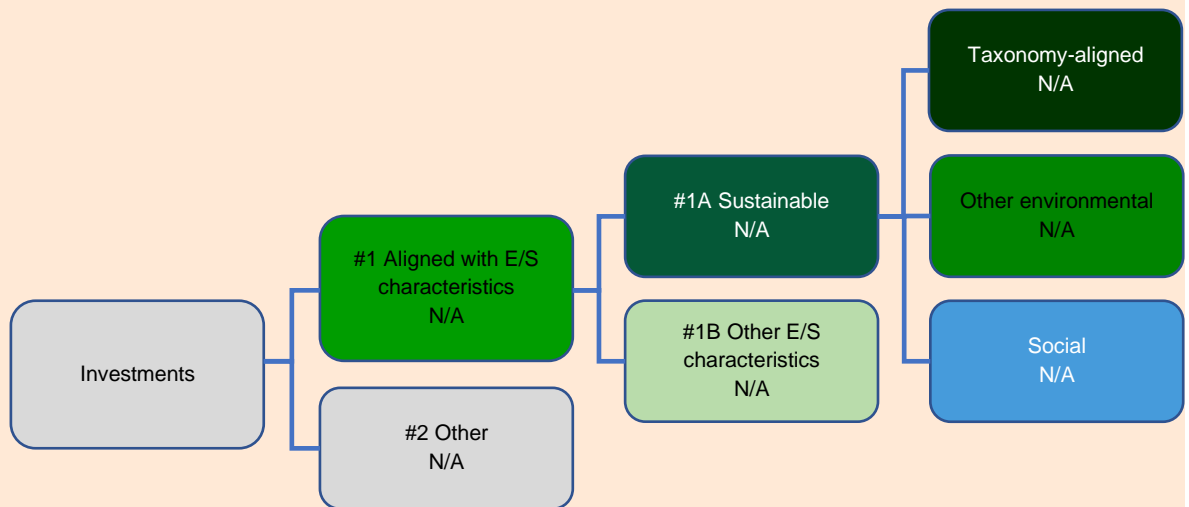 Investments
#1 Aligned with E/S
characteristics
N/A
#2 Other
N/A
#1A Sustainable
N/A
#1B Other E/S
characteristics
N/A
Taxonomy-aligned
N/A
Other environmental
N/A
Social
N/A